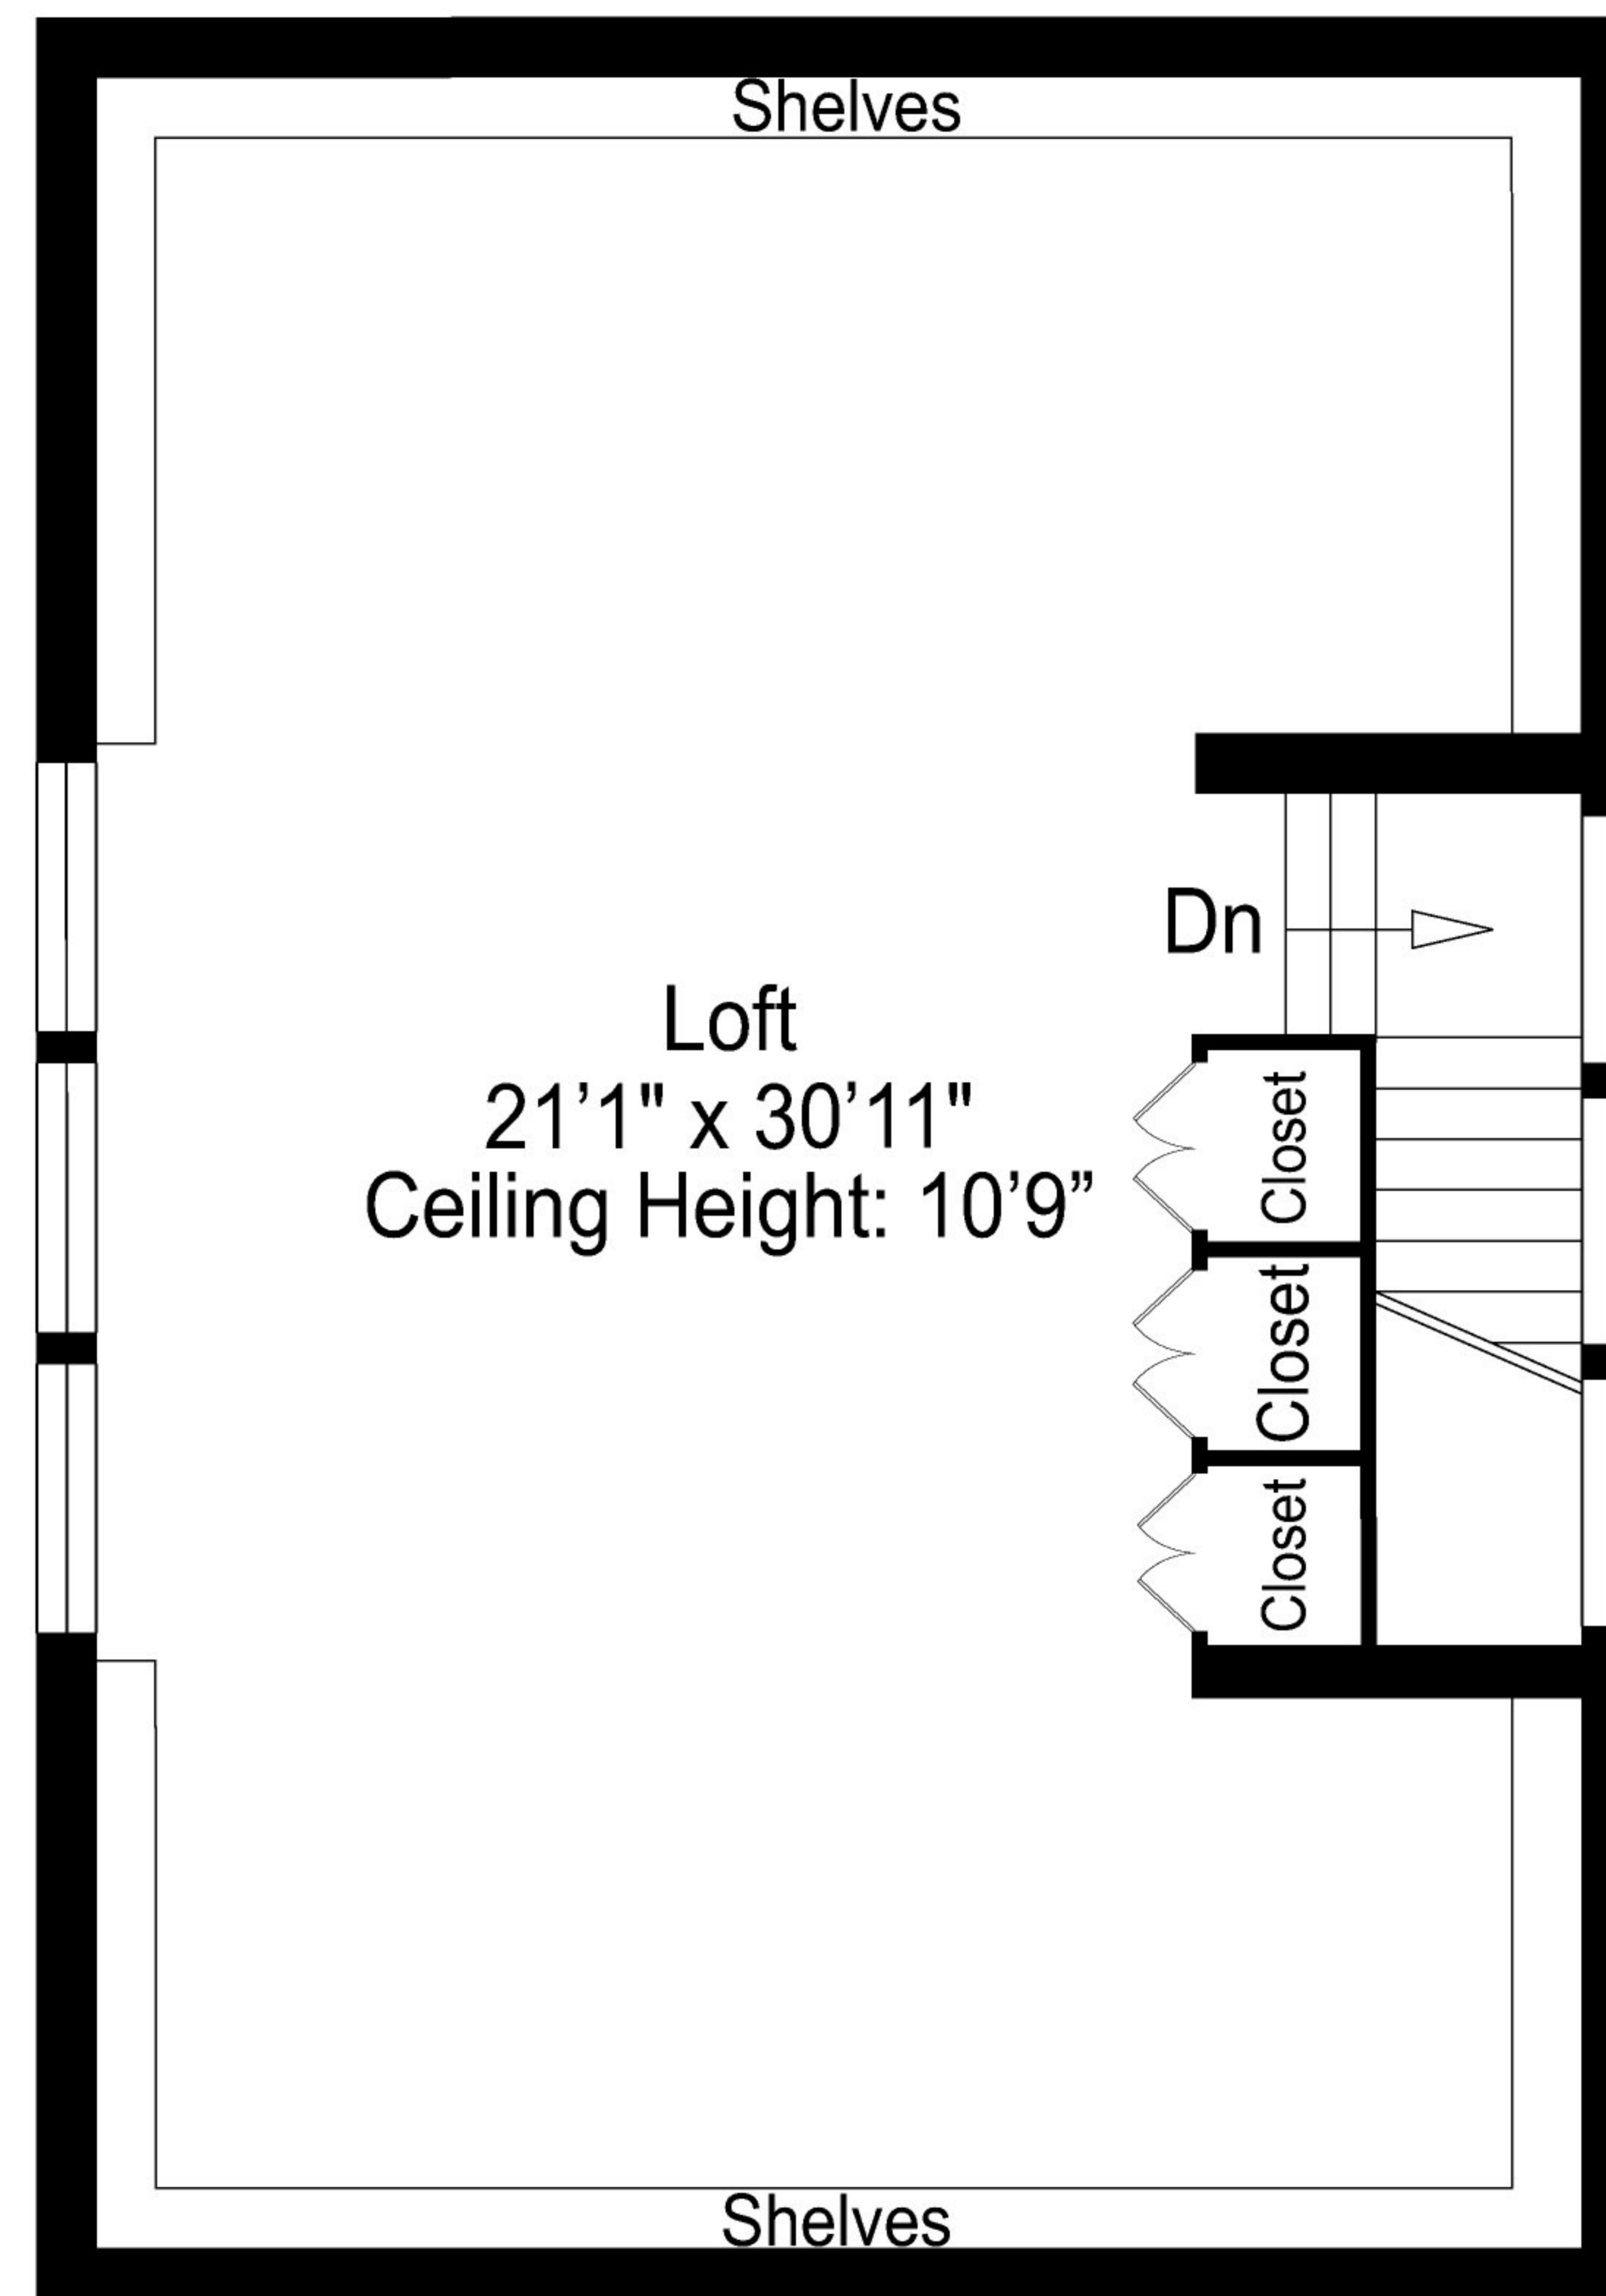 Shelves
Dn
Loft
21’1" x 30’11"
Ceiling Height: 10’9”
Closet
Closet
Closet
Shelves